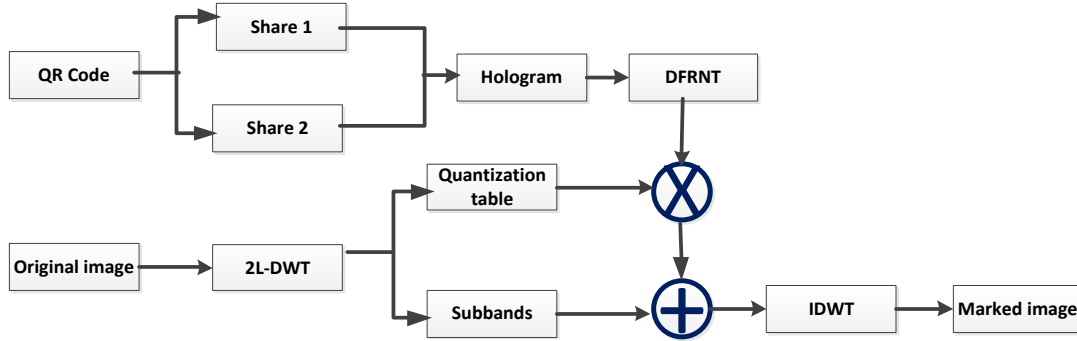 Share 1
QR Code
Hologram
DFRNT
Share 2
Quantization
table
Original image
2L-DWT
Subbands
IDWT
Marked image